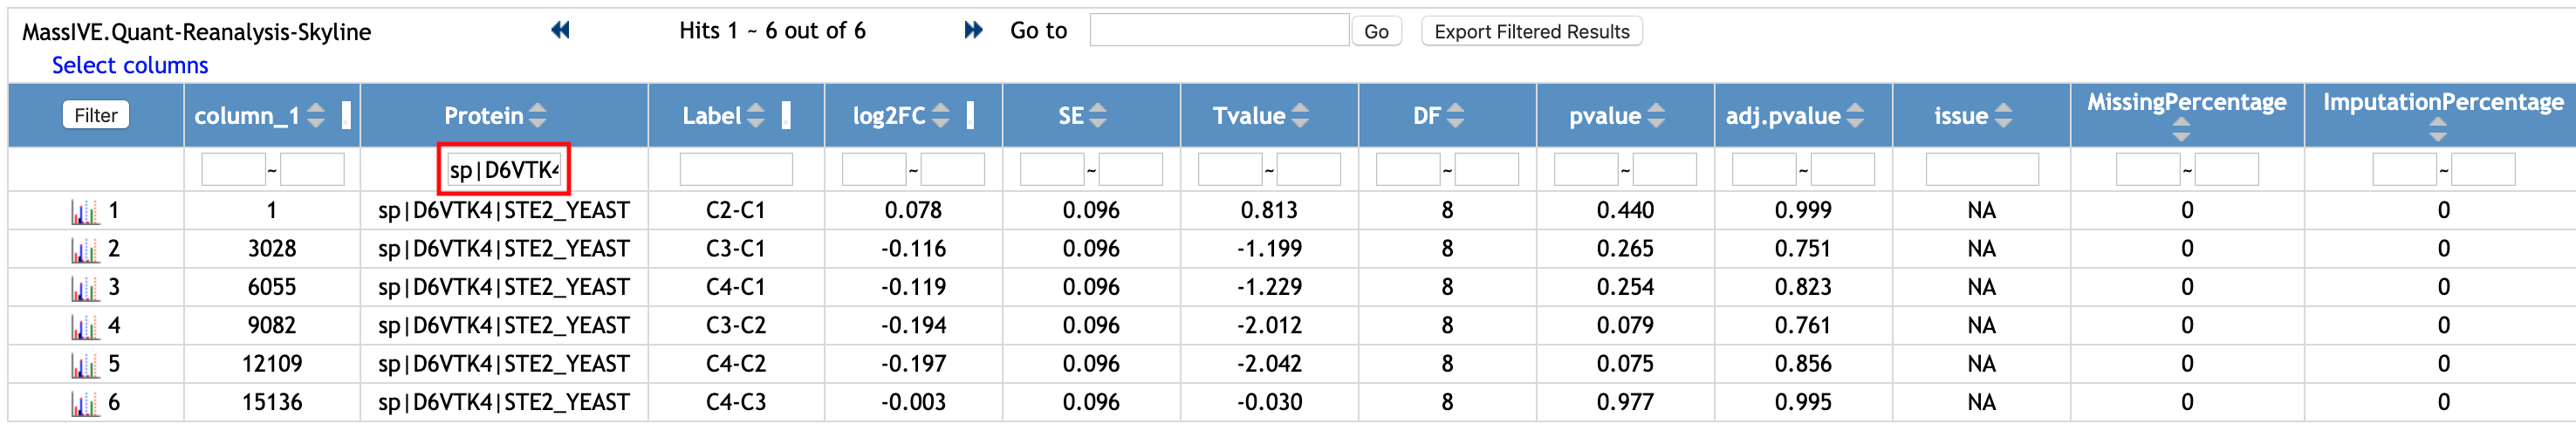 MassIVE.Quant-Reanalysis-Skyline Hits 1 ~ 6 out of 6 Go to Go Export Filtered Results
Select columns
Filter column_1 Protein Label log2FC SE Tvalue DF pvalue adj.pvalue issue MissingPercentage ImputationPercentage
~ sp|D6VTK4 ~ ~ ~ ~ ~ ~ ~ ~
1 1 sp|D6VTK4|STE2_YEAST C2-C1 0.078 0.096 0.813 8 0.440 0.999 NA 0 0
2 3028 sp|D6VTK4|STE2_YEAST C3-C1 -0.116 0.096 -1.199 8 0.265 0.751 NA 0 0
3 6055 sp|D6VTK4|STE2_YEAST C4-C1 -0.119 0.096 -1.229 8 0.254 0.823 NA 0 0
4 9082 sp|D6VTK4|STE2_YEAST C3-C2 -0.194 0.096 -2.012 8 0.079 0.761 NA 0 0
5 12109 sp|D6VTK4|STE2_YEAST C4-C2 -0.197 0.096 -2.042 8 0.075 0.856 NA 0 0
6 15136 sp|D6VTK4|STE2_YEAST C4-C3 -0.003 0.096 -0.030 8 0.977 0.995 NA 0 0